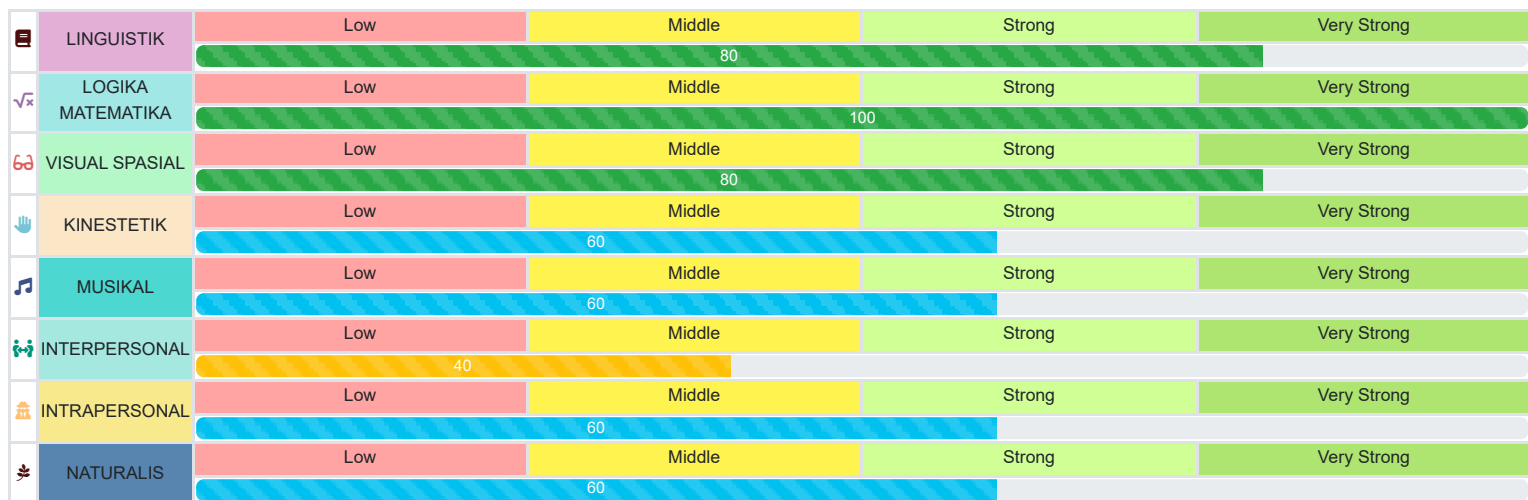 LINGUISTIK
Low Middle Strong Very Strong
80
LOGIKA
MATEMATIKA
Low Middle Strong Very Strong
100
VISUAL SPASIAL
Low Middle Strong Very Strong
80
KINESTETIK
Low Middle Strong Very Strong
60
MUSIKAL
Low Middle Strong Very Strong
60
INTERPERSONAL
Low Middle Strong Very Strong
40
INTRAPERSONAL
Low Middle Strong Very Strong
60
NATURALIS
Low Middle Strong Very Strong
60